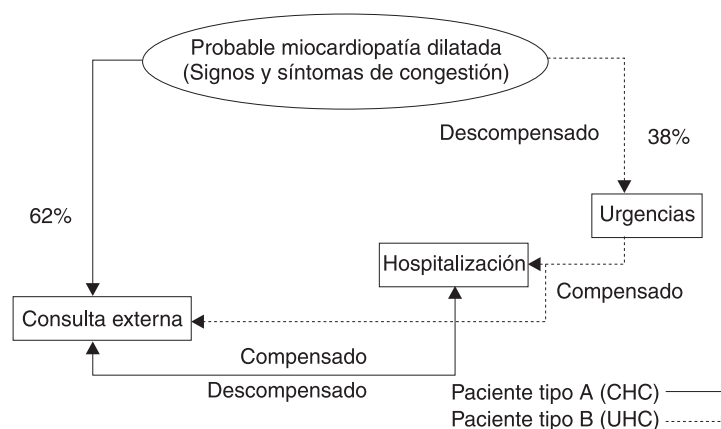 Probable miocardiopatía dilatada
(Signos y síntomas de congestión)
Descompensado
38%
62%
Urgencias
Hospitalización
Compensado
Consulta externa
Compensado
Descompensado
Paciente tipo A (CHC)
Paciente tipo B (UHC)